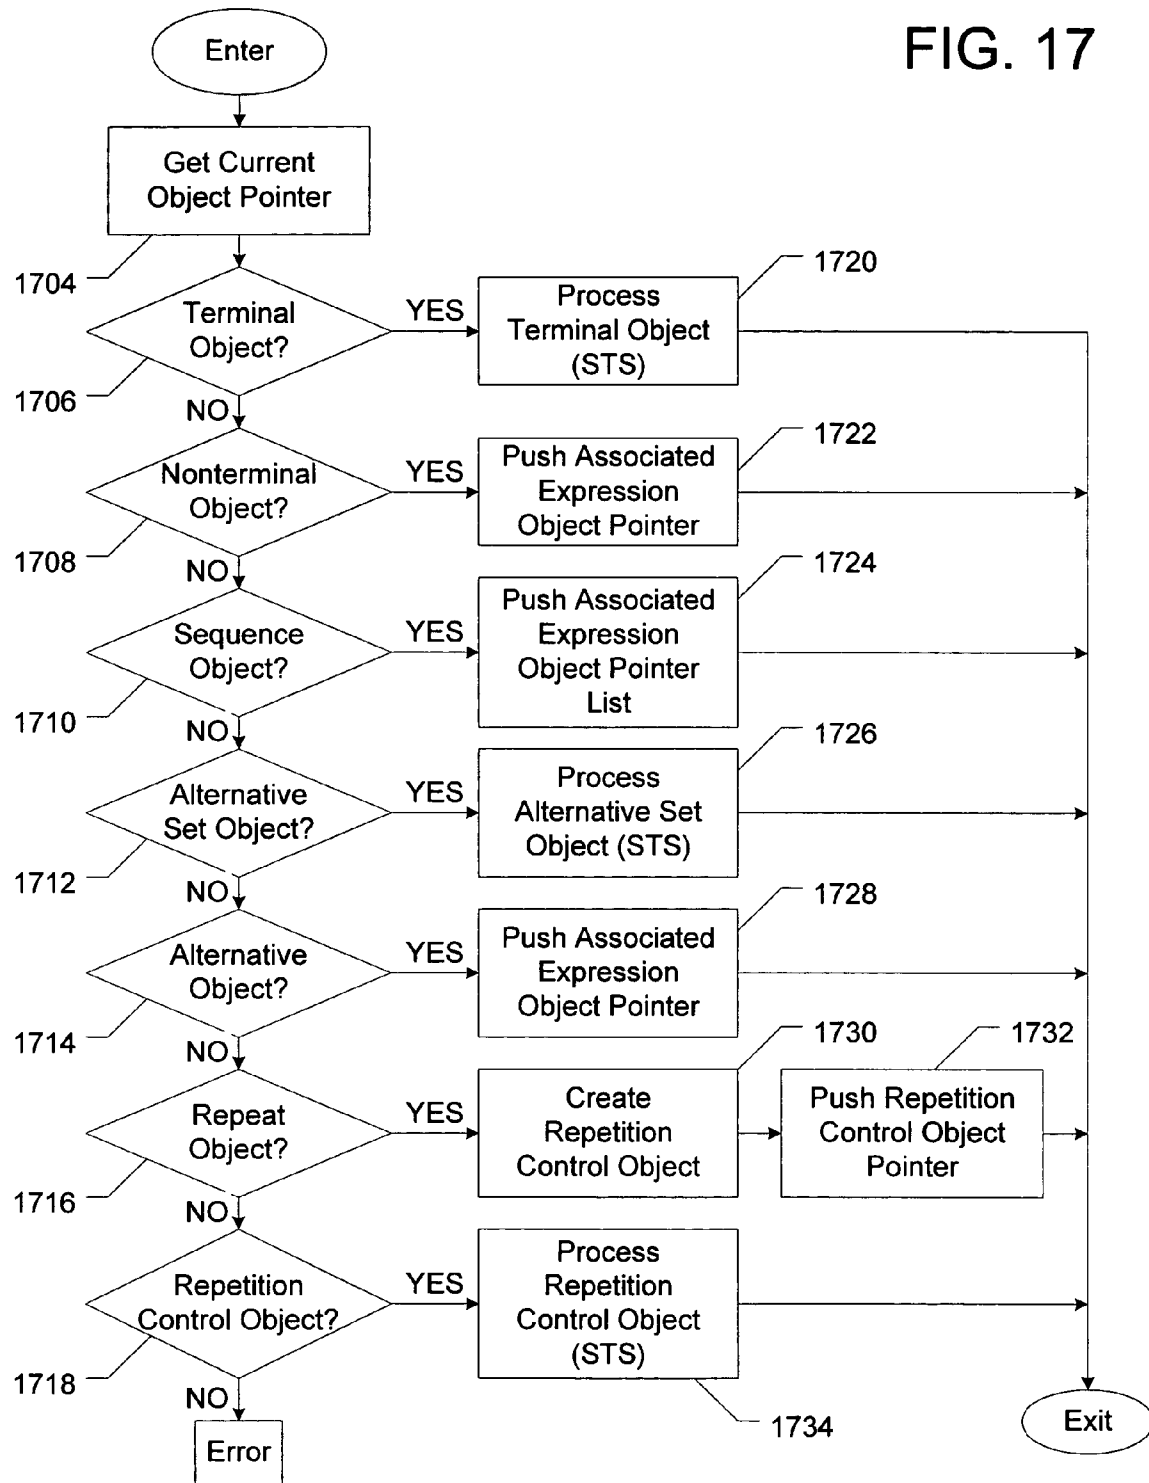 FIG. 17
Enter
Get Current
Object Pointer
1704
Terminal
Object?
1706
YES
Process
Terminal Object
(STS)
1720
NO
Nonterminal
Object?
1708
YES
Push Associated
Expression
Object Pointer
1722
NO
Sequence
Object?
1710
YES
Push Associated
Expression
Object Pointer
List
1724
NO
Alternative
Set Object?
1712
YES
Process
Alternative Set
Object (STS)
1726
NO
Alternative
Object?
1714
YES
Push Associated
Expression
Object Pointer
1728
NO
Repeat
Object?
1716
YES
Create
Repetition
Control Object
1730
Push Repetition
Control Object
Pointer
1732
NO
Repetition
Control Object?
1718
YES
Process
Repetition
Control Object
(STS)
1734
NO
Error
Exit